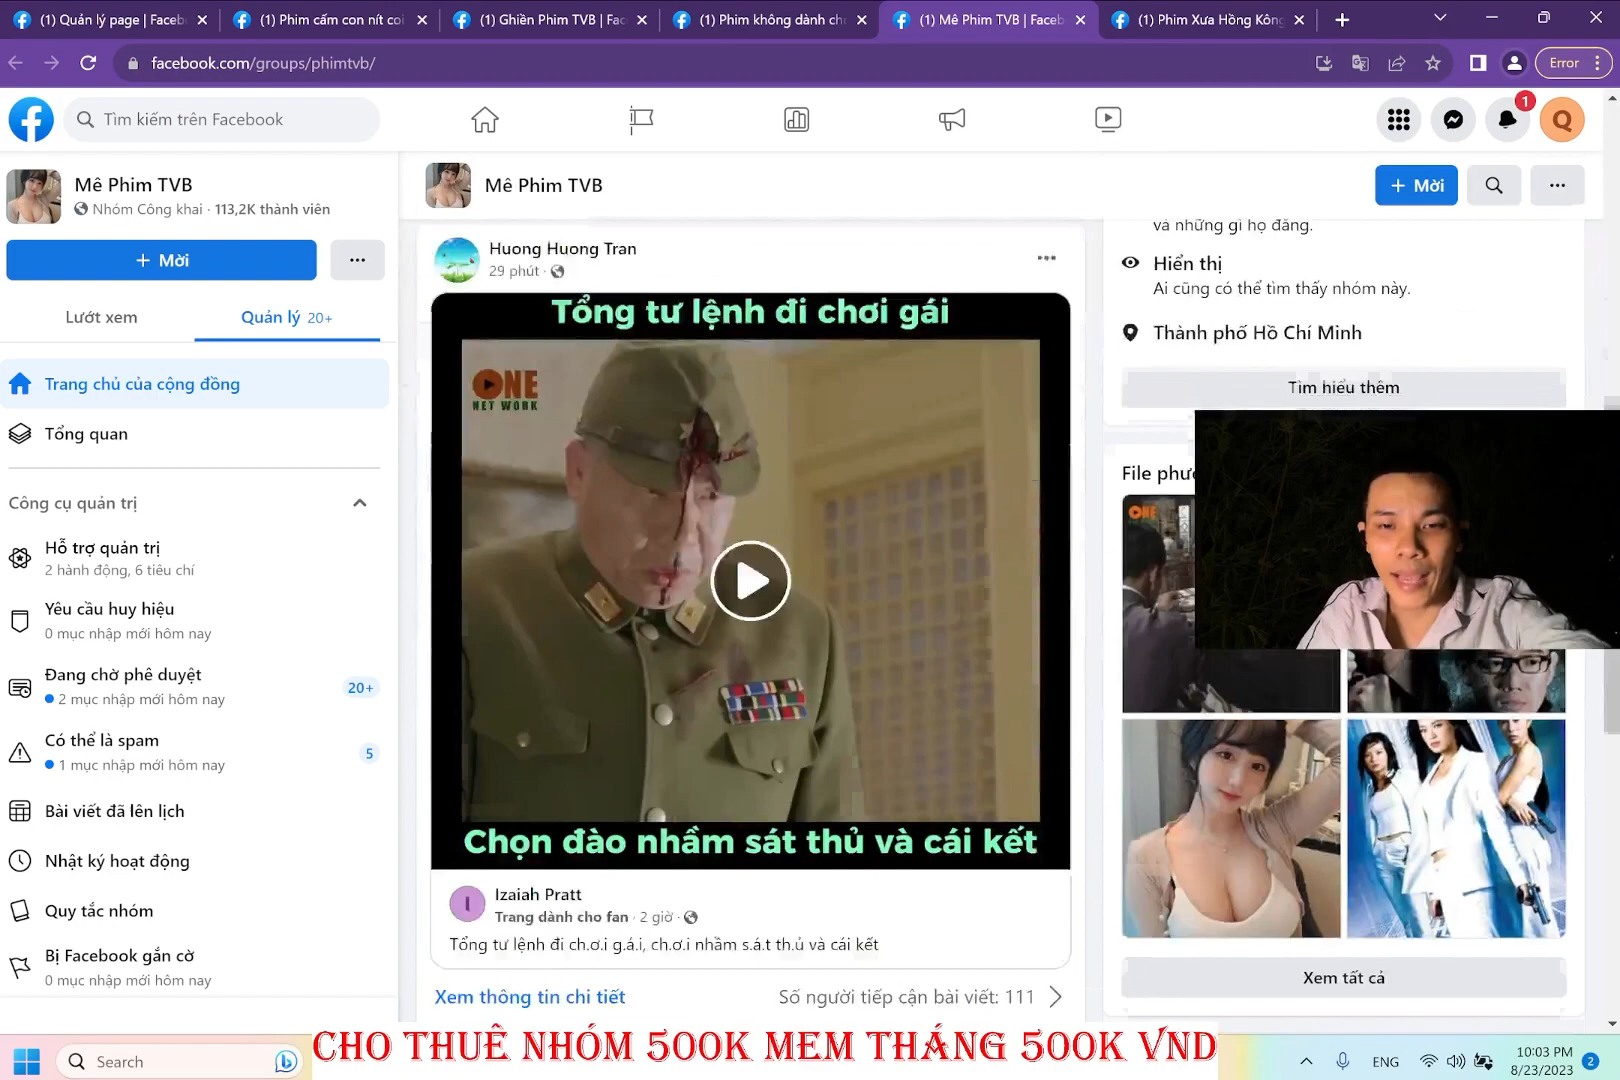 (1) Quản lý page | Faceb
(1) Phim cấm con nít coi
(1) Ghiền Phim TVB | Fac
(1) Phim không dành ch
(1) Mê Phim TVB | Faceb
(1) Phim Xưa Hồng Kông
facebook.com/groups/phimtvb/
Error
Tìm kiếm trên Facebook
1
Q
Mê Phim TVB
Nhóm Công khai · 113,2K thành viên
+ Mời
Lướt xem
Quản lý 20+
Trang chủ của cộng đồng
Tổng quan
Công cụ quản trị
Hỗ trợ quản trị
2 hành động, 6 tiêu chí
Yêu cầu huy hiệu
0 mục nhập mới hôm nay
Đang chờ phê duyệt
2 mục nhập mới hôm nay
20+
Có thể là spam
1 mục nhập mới hôm nay
5
Bài viết đã lên lịch
Nhật ký hoạt động
Quy tắc nhóm
Bị Facebook gắn cờ
0 mục nhập mới hôm nay
Mê Phim TVB
+ Mời
Huong Huong Tran
29 phút ·
Tổng tư lệnh đi chơi gái
ONE
NET WORK
Chọn đào nhầm sát thủ và cái kết
I
Izaiah Pratt
Trang dành cho fan · 2 giờ ·
Tổng tư lệnh đi ch.ơ.i g.á.i, ch.ơ.i nhầm s.á.t th.ủ và cái kết
Xem thông tin chi tiết
Số người tiếp cận bài viết: 111
và những gì họ đăng.
Hiển thị
Ai cũng có thể tìm thấy nhóm này.
Thành phố Hồ Chí Minh
Tìm hiểu thêm
File phươ
ONE
Xem tất cả
CHO THUÊ NHÓM 500K MEM THÁNG 500K VND
Search
ENG
10:03 PM
8/23/2023
2